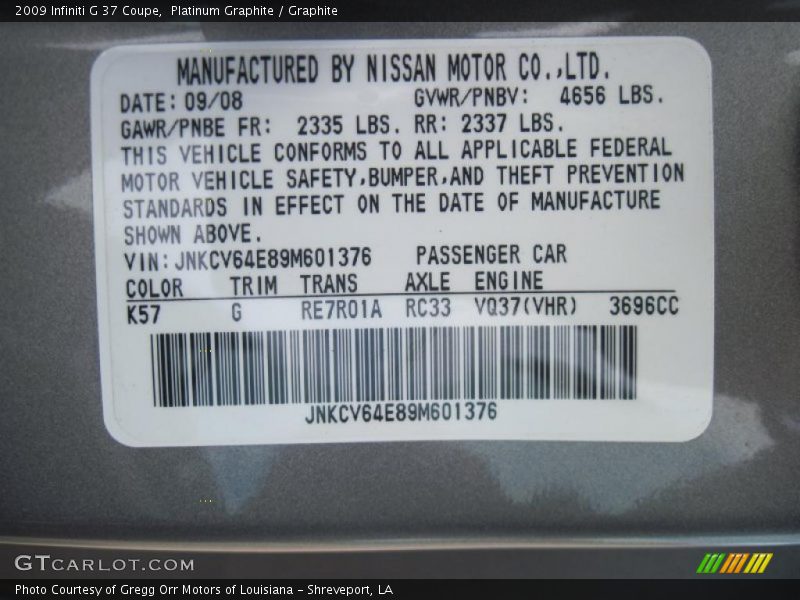 2009 Infiniti G 37 Coupe,  Platinum Graphite / Graphite
MANUFACTURED BY NISSAN MOTOR CO.,LTD.
DATE: 09/08 GVWR/PNBV: 4656 LBS.
GAWR/PNBE FR: 2335 LBS. RR: 2337 LBS.
THIS VEHICLE CONFORMS TO ALL APPLICABLE FEDERAL
MOTOR VEHICLE SAFETY,BUMPER,AND THEFT PREVENTION
STANDARDS IN EFFECT ON THE DATE OF MANUFACTURE
SHOWN ABOVE.
VIN: JNKCV64E89M601376 PASSENGER CAR
COLOR TRIM TRANS AXLE ENGINE
K57 G RE7R01A RC33 VQ37(VHR) 3696CC
JNKCV64E89M601376
GTCARLOT.COM
Photo Courtesy of Gregg Orr Motors of Louisiana - Shreveport, LA